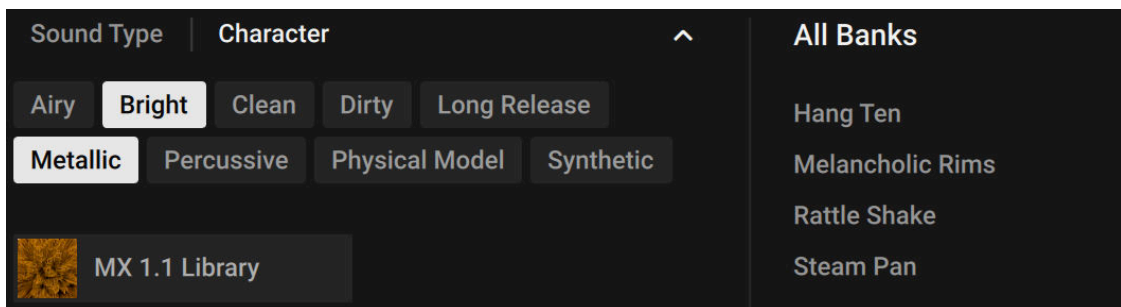 Sound Type Character
Airy Bright Clean Dirty Long Release
Metallic Percussive Physical Model Synthetic
MX 1.1 Library
All Banks
Hang Ten
Melancholic Rims
Rattle Shake
Steam Pan